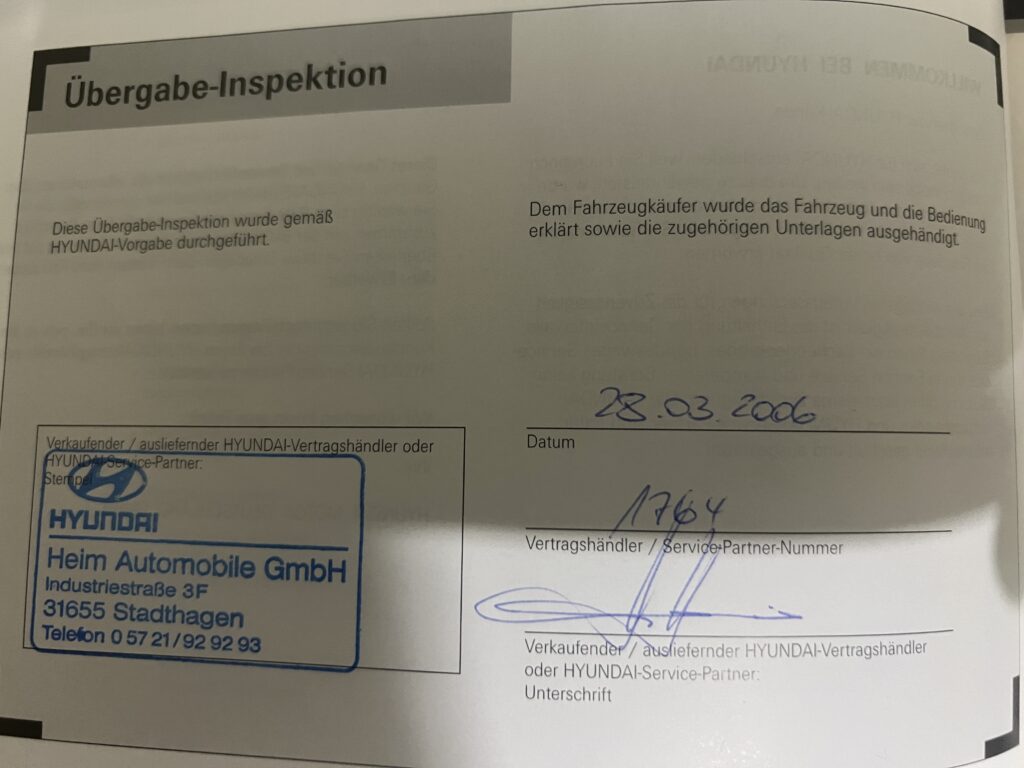 Übergabe-Inspektion
Diese Übergabe-Inspektion wurde gemäß
HYUNDAI-Vorgabe durchgeführt.
Dem Fahrzeugkäufer wurde das Fahrzeug und die Bedienung
erklärt sowie die zugehörigen Unterlagen ausgehändigt.
28.03.2006
Datum
1764
Vertragshändler / Service-Partner-Nummer
Verkaufender / ausliefernder HYUNDAI-Vertragshändler
oder HYUNDAI-Service-Partner:
Unterschrift
Verkaufender / ausliefernder HYUNDAI-Vertragshändler oder
HYUNDAI-Service-Partner:
Stempel
HYUNDAI
Heim Automobile GmbH
Industriestraße 3F
31655 Stadthagen
Telefon 0 57 21 / 92 92 93